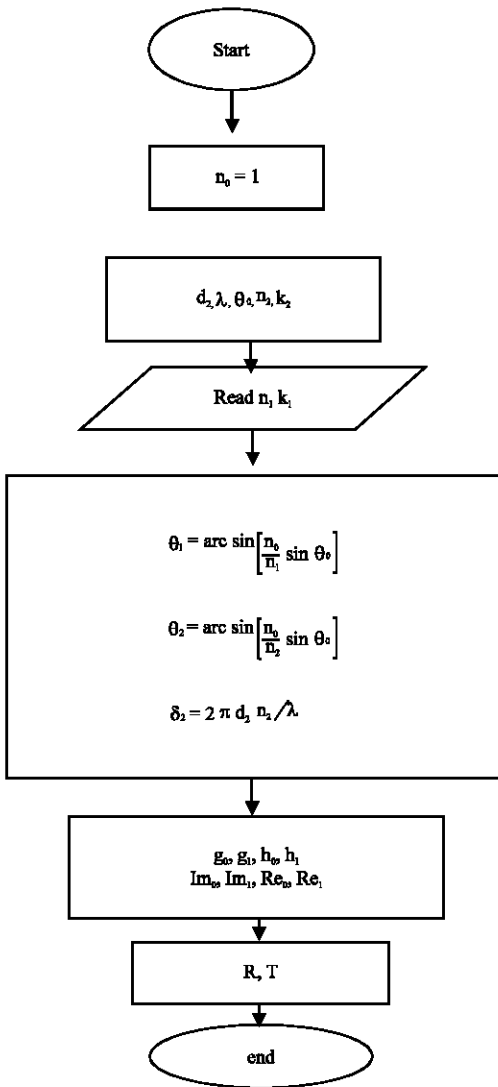 Start
n₀ = 1
d₂, λ, θ₀, n₂, k₂
Read n₁ k₁
θ₁ = arc sin[n₀/n₁ sin θ₀]
θ₂ = arc sin[n₀/n₂ sin θ₀]
δ₂ = 2 π d₂ n₂/λ
g₀, g₁, h₀, h₁
Im₀, Im₁, Re₀, Re₁
R, T
end